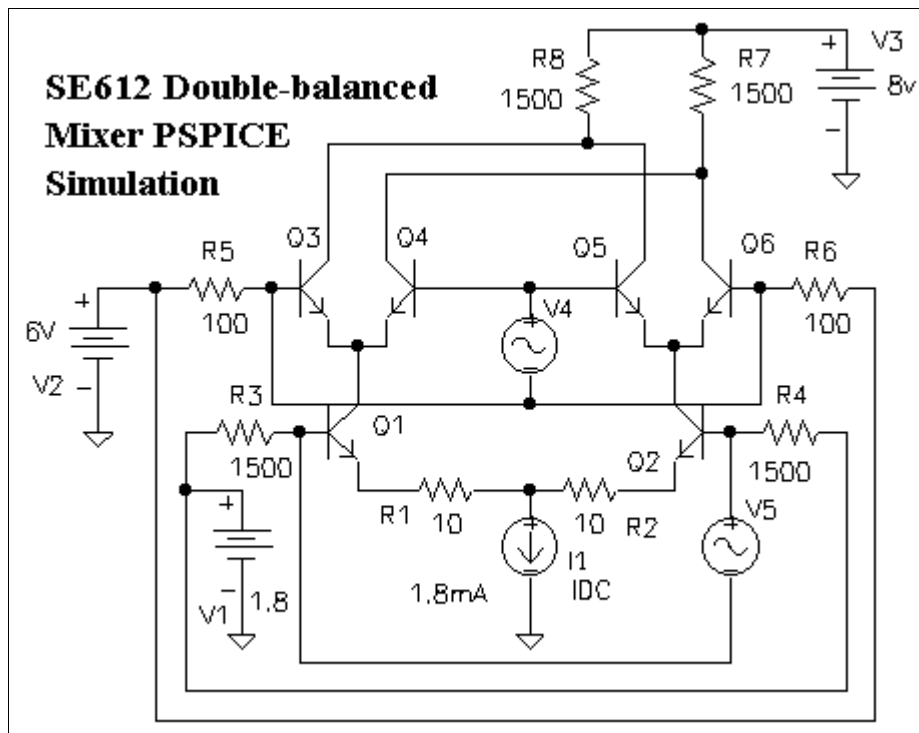 SE612 Double-balanced
Mixer PSPICE
Simulation
R8
1500
R7
1500
+
V3
8v
-
Q3
Q4
Q5
Q6
R5
100
R6
100
+
6V
V2
-
V4
+
R3
1500
Q1
Q2
R4
1500
R1
10
10
R2
+
V5
+
V1
-
1.8
1.8mA
+
I1
IDC